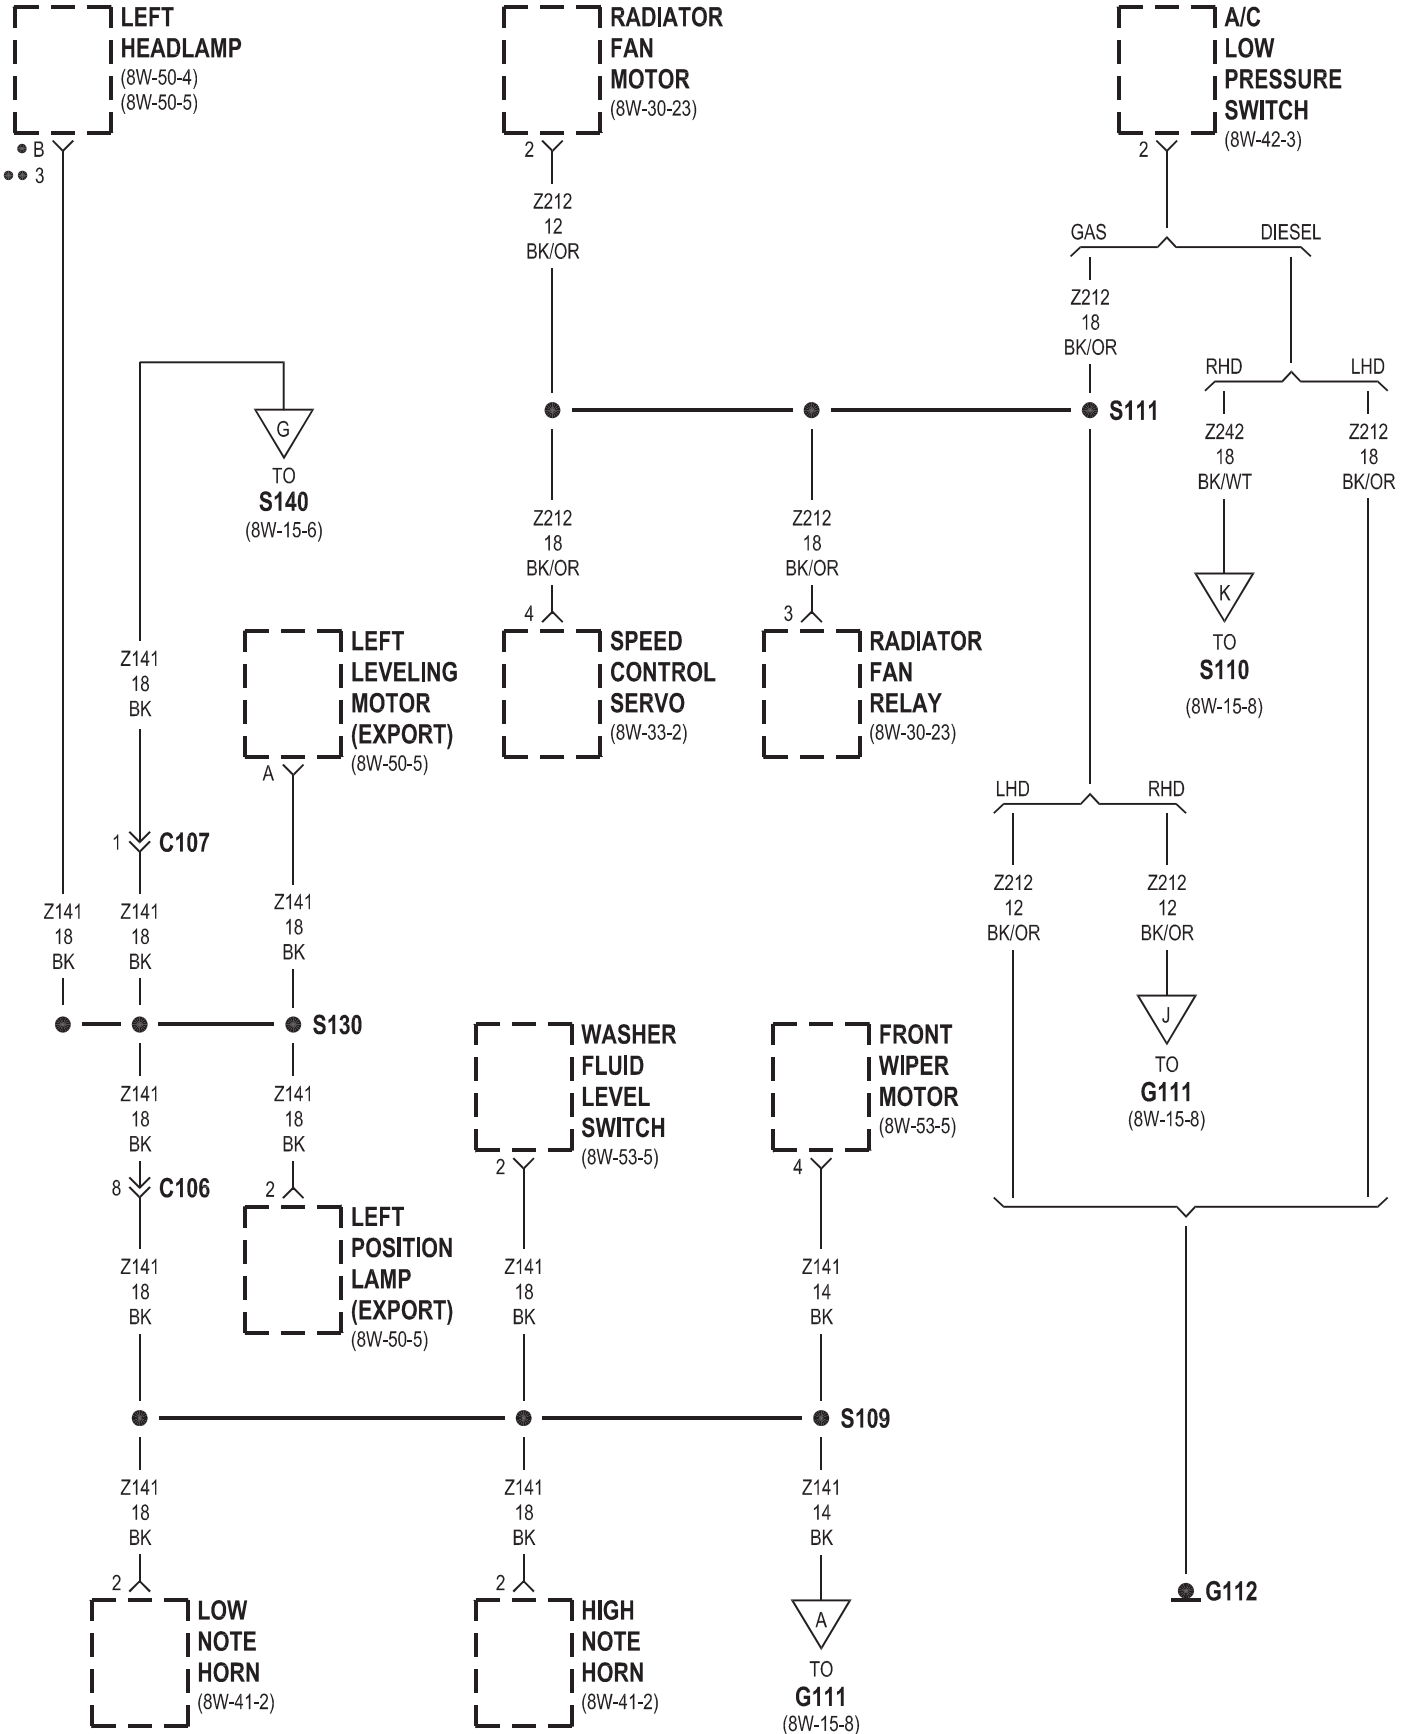 LEFT
HEADLAMP
(8W-50-4)
(8W-50-5)
B
3
RADIATOR
FAN
MOTOR
(8W-30-23)
2
Z212
12
BK/OR
A/C
LOW
PRESSURE
SWITCH
(8W-42-3)
2
GAS
DIESEL
Z212
18
BK/OR
RHD
LHD
Z242
18
BK/WT
Z212
18
BK/OR
S111
G
TO
S140
(8W-15-6)
Z212
18
BK/OR
4
SPEED
CONTROL
SERVO
(8W-33-2)
Z212
18
BK/OR
3
RADIATOR
FAN
RELAY
(8W-30-23)
K
TO
S110
(8W-15-8)
Z141
18
BK
LEFT
LEVELING
MOTOR
(EXPORT)
(8W-50-5)
A
1
C107
LHD
RHD
Z212
12
BK/OR
Z212
12
BK/OR
Z141
18
BK
Z141
18
BK
Z141
18
BK
S130
J
TO
G111
(8W-15-8)
WASHER
FLUID
LEVEL
SWITCH
(8W-53-5)
2
FRONT
WIPER
MOTOR
(8W-53-5)
4
Z141
18
BK
Z141
18
BK
8
C106
2
LEFT
POSITION
LAMP
(EXPORT)
(8W-50-5)
Z141
18
BK
Z141
18
BK
Z141
14
BK
S109
Z141
18
BK
Z141
18
BK
Z141
14
BK
2
LOW
NOTE
HORN
(8W-41-2)
2
HIGH
NOTE
HORN
(8W-41-2)
A
TO
G111
(8W-15-8)
G112